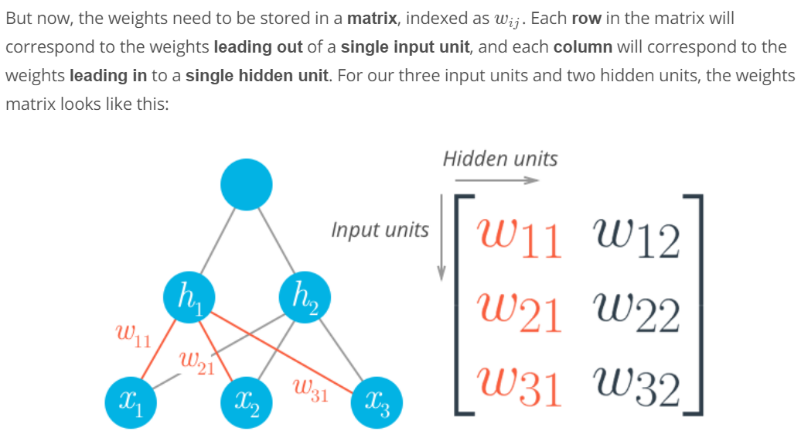 But now, the weights need to be stored in a matrix, indexed as wij. Each row in the matrix will
correspond to the weights leading out of a single input unit, and each column will correspond to the
weights leading in to a single hidden unit. For our three input units and two hidden units, the weights
matrix looks like this:
Hidden units
Input units
w11 w12
w21 w22
w31 w32
h1 h2
w11
w21
w31
x1 x2 x3